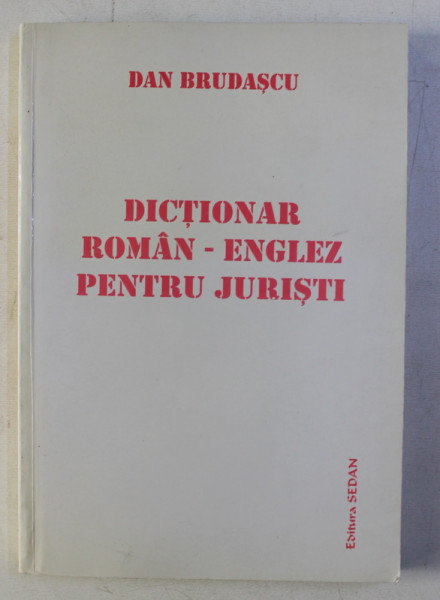 DAN BRUDAȘCU
DICȚIONAR
ROMÂN - ENGLEZ
PENTRU JURIȘTI
Editura SEDAN